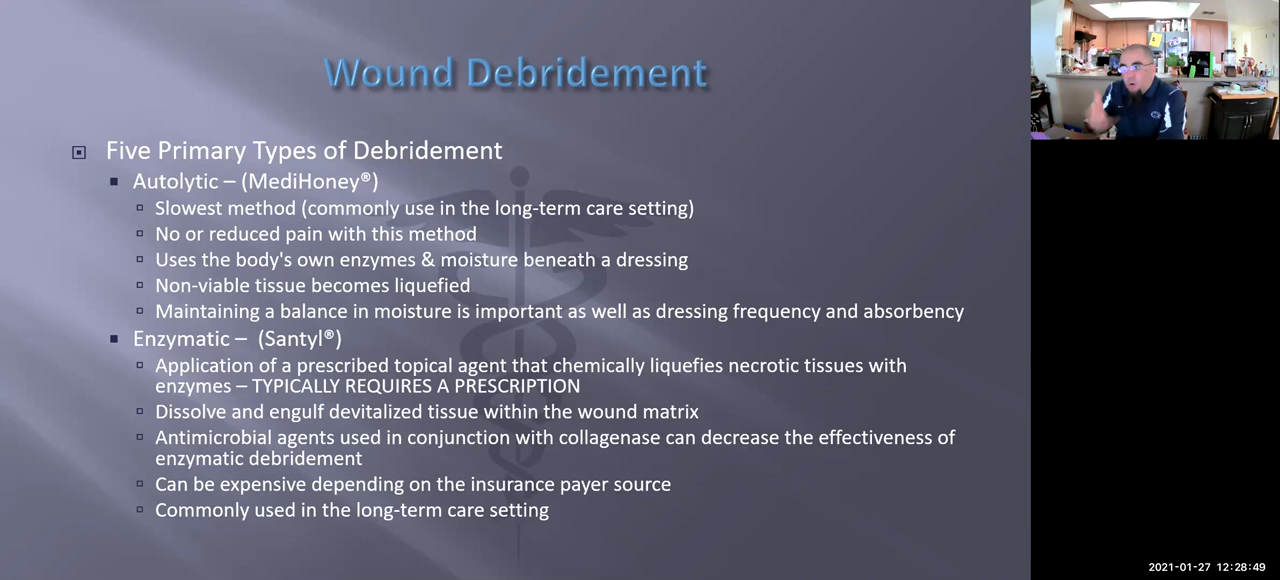 Wound Debridement
Five Primary Types of Debridement
Autolytic – (MediHoney®)
Slowest method (commonly use in the long-term care setting)
No or reduced pain with this method
Uses the body's own enzymes & moisture beneath a dressing
Non-viable tissue becomes liquefied
Maintaining a balance in moisture is important as well as dressing frequency and absorbency
Enzymatic – (Santyl®)
Application of a prescribed topical agent that chemically liquefies necrotic tissues with
enzymes – TYPICALLY REQUIRES A PRESCRIPTION
Dissolve and engulf devitalized tissue within the wound matrix
Antimicrobial agents used in conjunction with collagenase can decrease the effectiveness of
enzymatic debridement
Can be expensive depending on the insurance payer source
Commonly used in the long-term care setting
2021-01-27 12:28:49